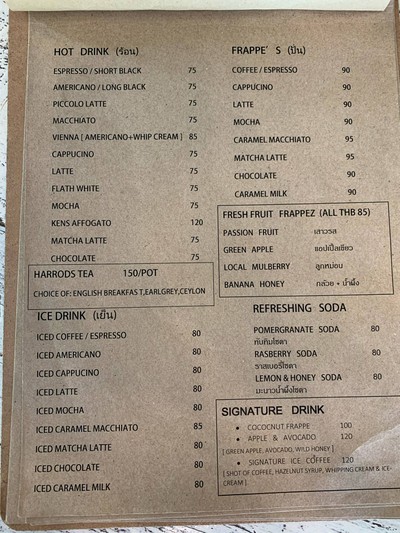 HOT DRINK (ร้อน)
ESPRESSO / SHORT BLACK 75
AMERICANO / LONG BLACK 75
PICCOLO LATTE 75
MACCHIATO 75
VIENNA [ AMERICANO+WHIP CREAM ] 85
CAPPUCINO 75
LATTE 75
FLATH WHITE 75
MOCHA 75
KENS AFFOGATO 120
MATCHA LATTE 75
CHOCOLATE 75
HARRODS TEA 150/POT
CHOICE OF: ENGLISH BREAKFAS T,EARLGREY,CEYLON
ICE DRINK (เย็น)
ICED COFFEE / ESPRESSO 80
ICED AMERICANO 80
ICED CAPPUCINO 80
ICED LATTE 80
ICED MOCHA 80
ICED CARAMEL MACCHIATO 85
ICED MATCHA LATTE 80
ICED CHOCOLATE 80
ICED CARAMEL MILK 80
FRAPPE' S (ปั่น)
COFFEE / ESPRESSO 90
CAPPUCINO 90
LATTE 90
MOCHA 90
CARAMEL MACCHIATO 95
MATCHA LATTE 95
CHOCOLATE 90
CARAMEL MILK 90
FRESH FRUIT FRAPPEZ (ALL THB 85)
PASSION FRUIT เสาวรส
GREEN APPLE แอปเปิ้ลเขียว
LOCAL MULBERRY ลูกหม่อน
BANANA HONEY กล้วย + น้ำผึ้ง
REFRESHING SODA
POMERGRANATE SODA 80
ทับทิมโซดา
RASBERRY SODA 80
ราสเบอรี่โซดา
LEMON & HONEY SODA 80
มะนาวน้ำผึ้งโซดา
SIGNATURE DRINK
• COCOCNUT FRAPPE 100
• APPLE & AVOCADO 120
[ GREEN APPLE, AVOCADO, WILD HONEY ]
• SIGNATURE ICE COFFEE 120
[ SHOT OF COFFEE, HAZELNUT SYRUP, WHIPPING CREAM & ICE-
CREAM ]